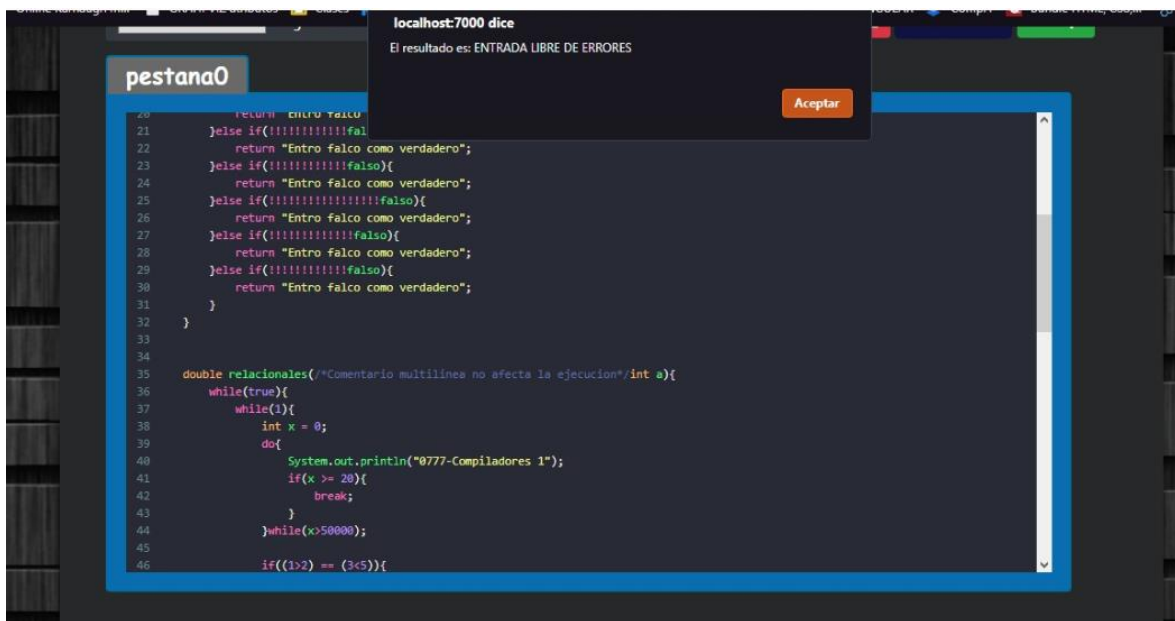 localhost:7000 dice
El resultado es: ENTRADA LIBRE DE ERRORES
Aceptar
pestana0
20 return "Entro falco
21 }else if(!!!!!!!!!!!!fal
22 return "Entro falco como verdadero";
23 }else if(!!!!!!!!!!!!falso){
24 return "Entro falco como verdadero";
25 }else if(!!!!!!!!!!!!!!!!!falso){
26 return "Entro falco como verdadero";
27 }else if(!!!!!!!!!!!!!falso){
28 return "Entro falco como verdadero";
29 }else if(!!!!!!!!!!!!falso){
30 return "Entro falco como verdadero";
31 }
32 }
33
34
35 double relacionales(/*Comentario multilinea no afecta la ejecucion*/int a){
36 while(true){
37 while(1){
38 int x = 0;
39 do{
40 System.out.println("0777-Compiladores 1");
41 if(x >= 20){
42 break;
43 }
44 }while(x>50000);
45
46 if((1>2) == (3<5)){